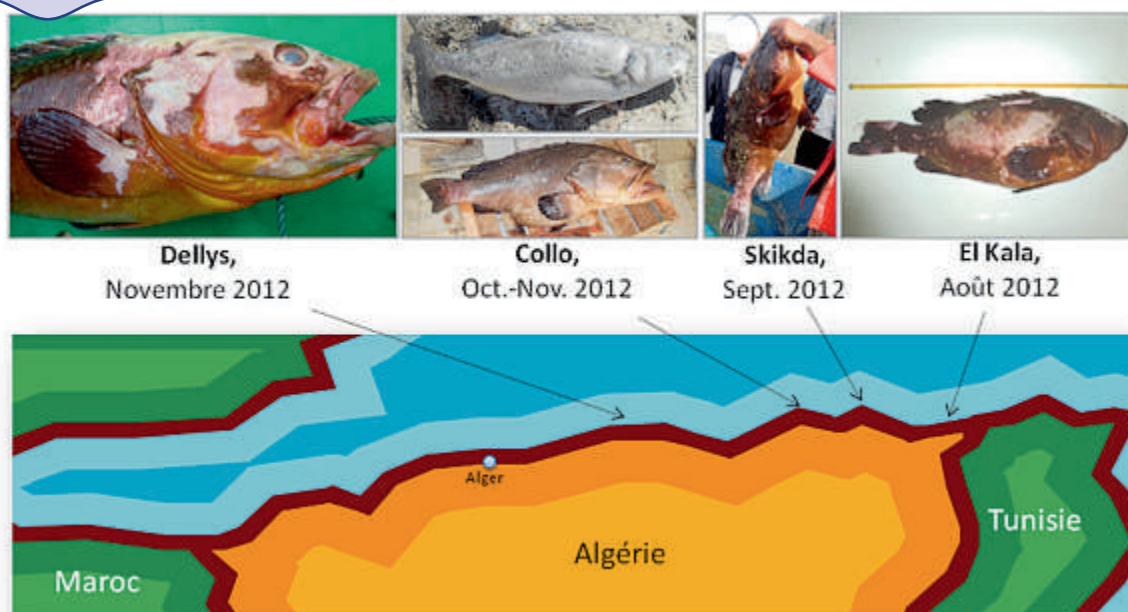 Dellys,
Novembre 2012
Collo,
Oct.-Nov. 2012
Skikda,
Sept. 2012
El Kala,
Août 2012
Alger
Algérie
Tunisie
Maroc